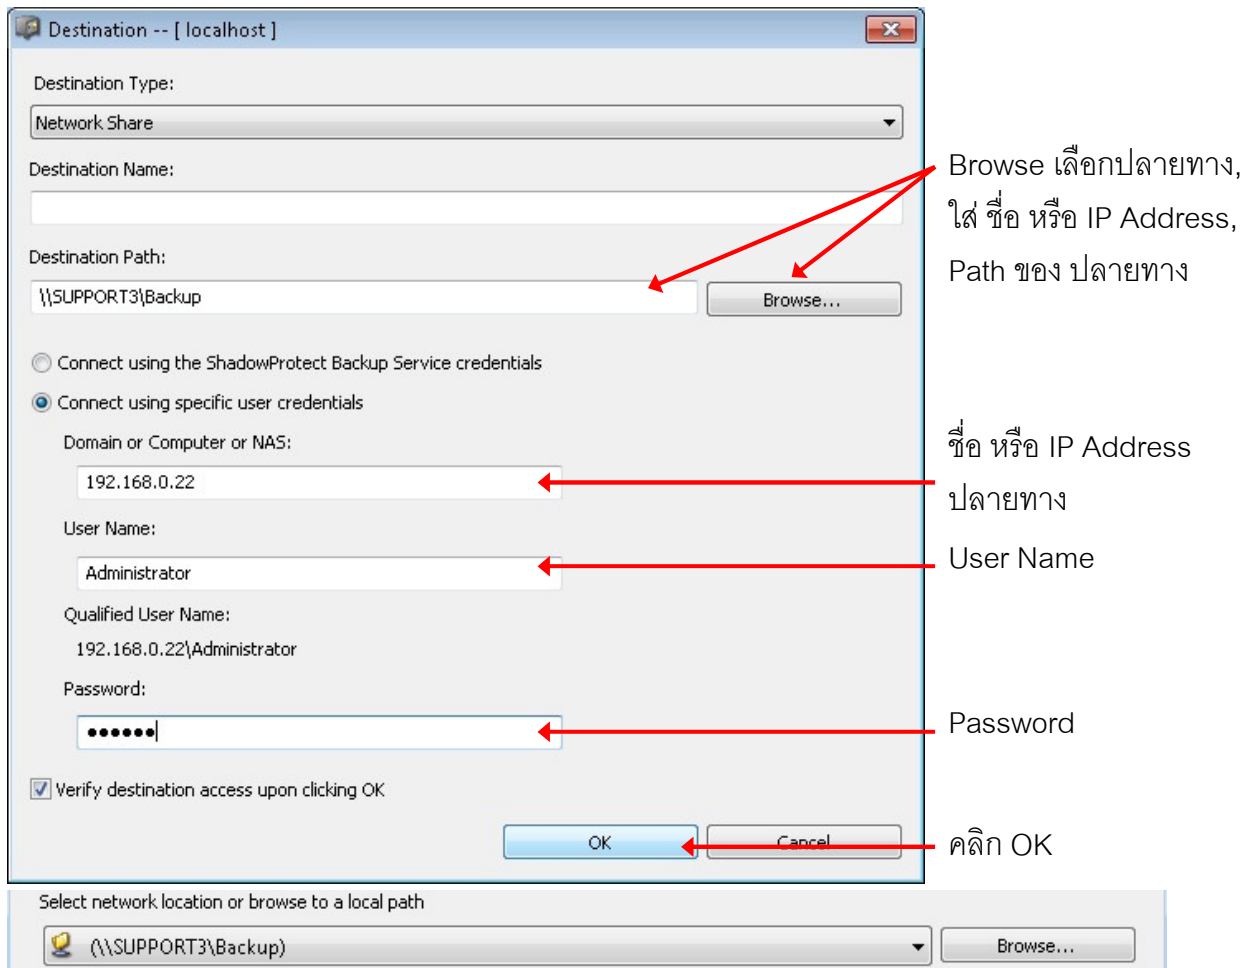 Destination -- [ localhost ]
Destination Type:
Network Share
Destination Name:
Destination Path:
\\SUPPORT3\Backup
Browse...
Browse เลือกปลายทาง,
ใส่ ชื่อ หรือ IP Address,
Path ของ ปลายทาง
Connect using the ShadowProtect Backup Service credentials
Connect using specific user credentials
Domain or Computer or NAS:
192.168.0.22
ชื่อ หรือ IP Address
ปลายทาง
User Name:
Administrator
User Name
Qualified User Name:
192.168.0.22\Administrator
Password:
●●●●●●
Password
Verify destination access upon clicking OK
OK
Cancel
คลิก OK
Select network location or browse to a local path
(\\SUPPORT3\Backup)
Browse...